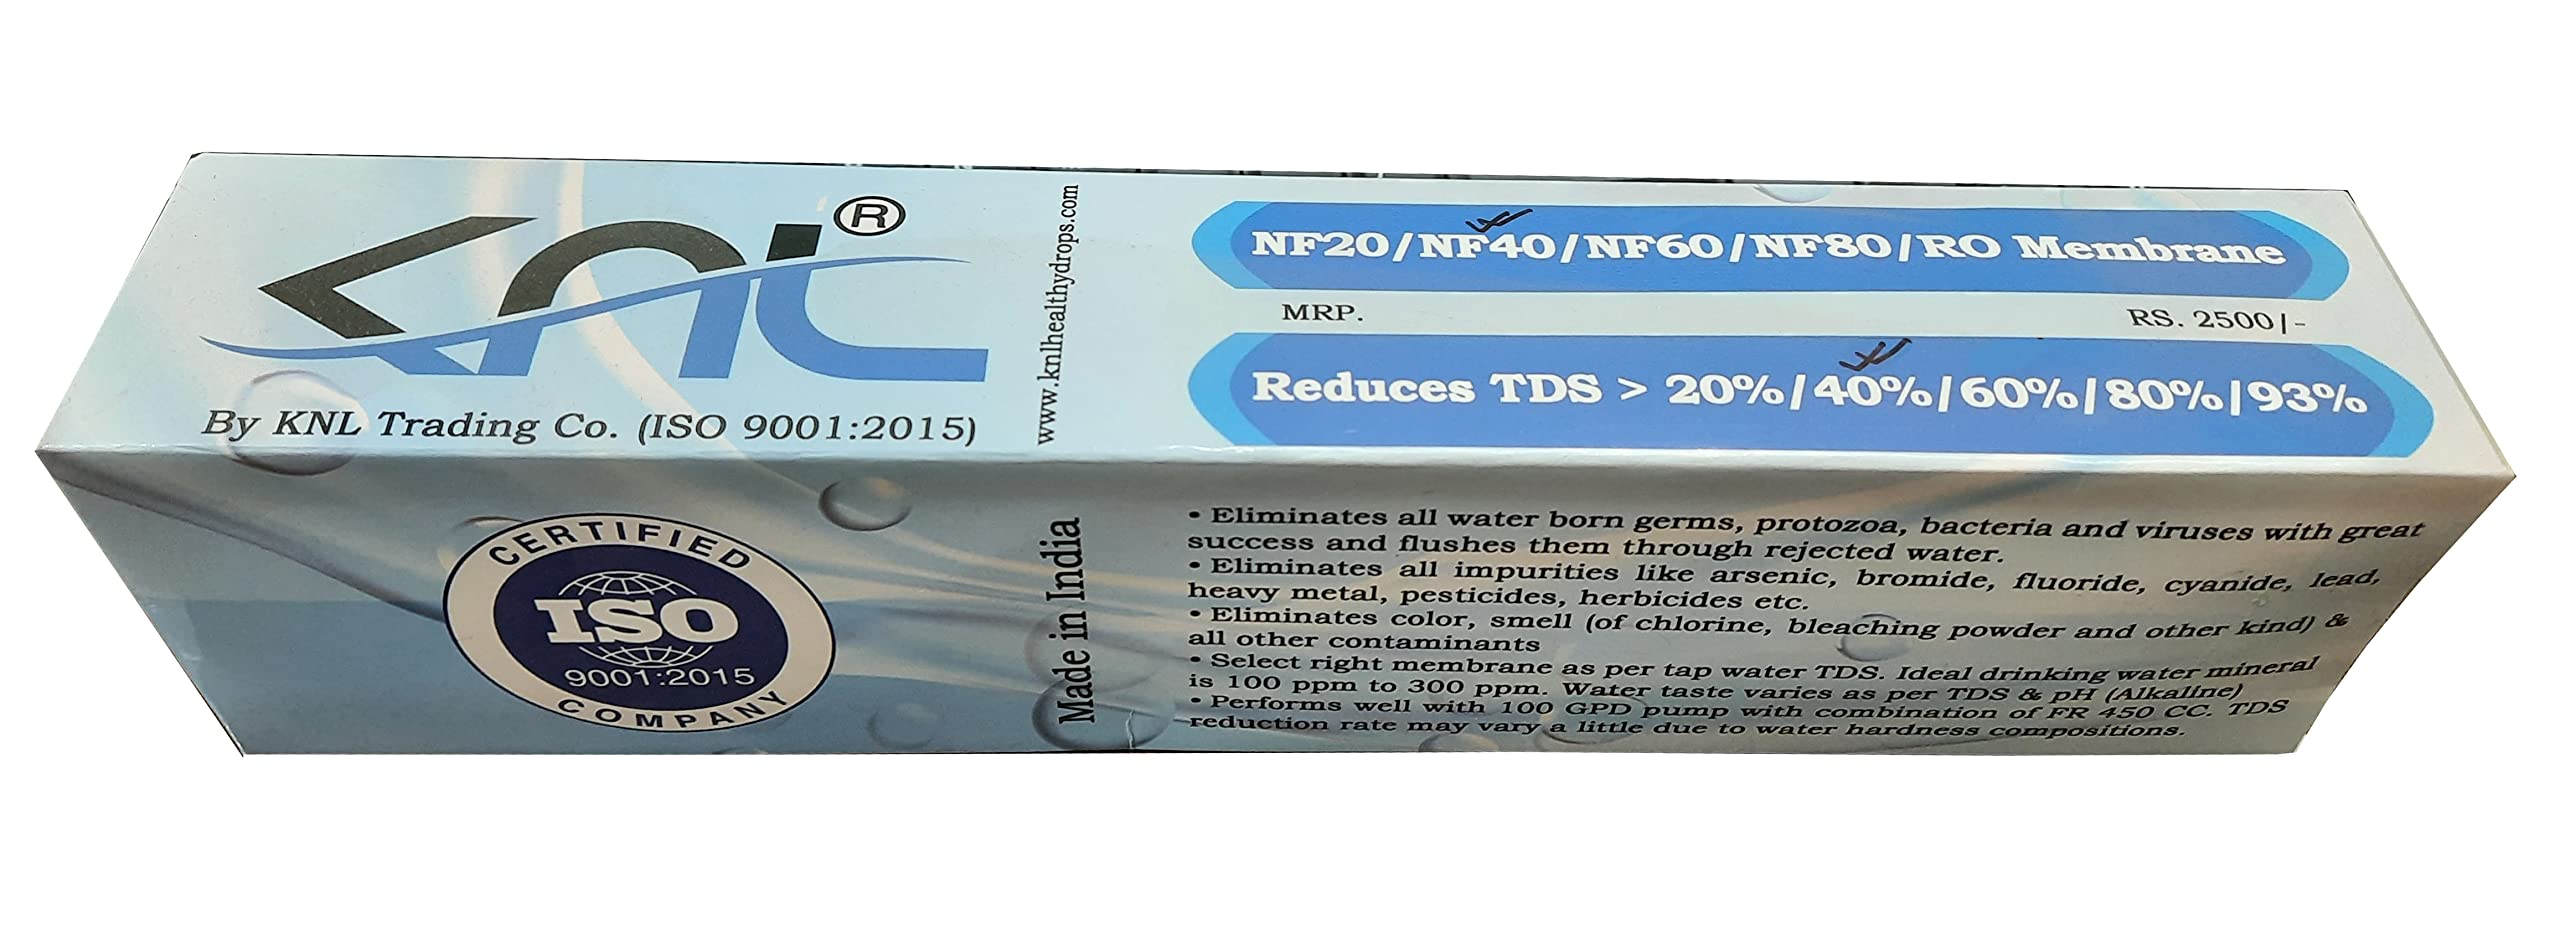 KNL®
By KNL Trading Co. (ISO 9001:2015)
www.knlhealthydrops.com
NF20/NF40/NF60/NF80/RO Membrane
MRP. RS. 2500/-
Reduces TDS > 20%/40%/60%/80%/93%
CERTIFIED
ISO
9001:2015
COMPANY
Made in India
• Eliminates all water born germs, protozoa, bacteria and viruses with great
success and flushes them through rejected water.
• Eliminates all impurities like arsenic, bromide, fluoride, cyanide, lead,
heavy metal, pesticides, herbicides etc.
• Eliminates color, smell (of chlorine, bleaching powder and other kind) &
all other contaminants
• Select right membrane as per tap water TDS. Ideal drinking water mineral
is 100 ppm to 300 ppm. Water taste varies as per TDS & pH (Alkaline)
• Performs well with 100 GPD pump with combination of FR 450 CC. TDS
reduction rate may vary a little due to water hardness compositions.